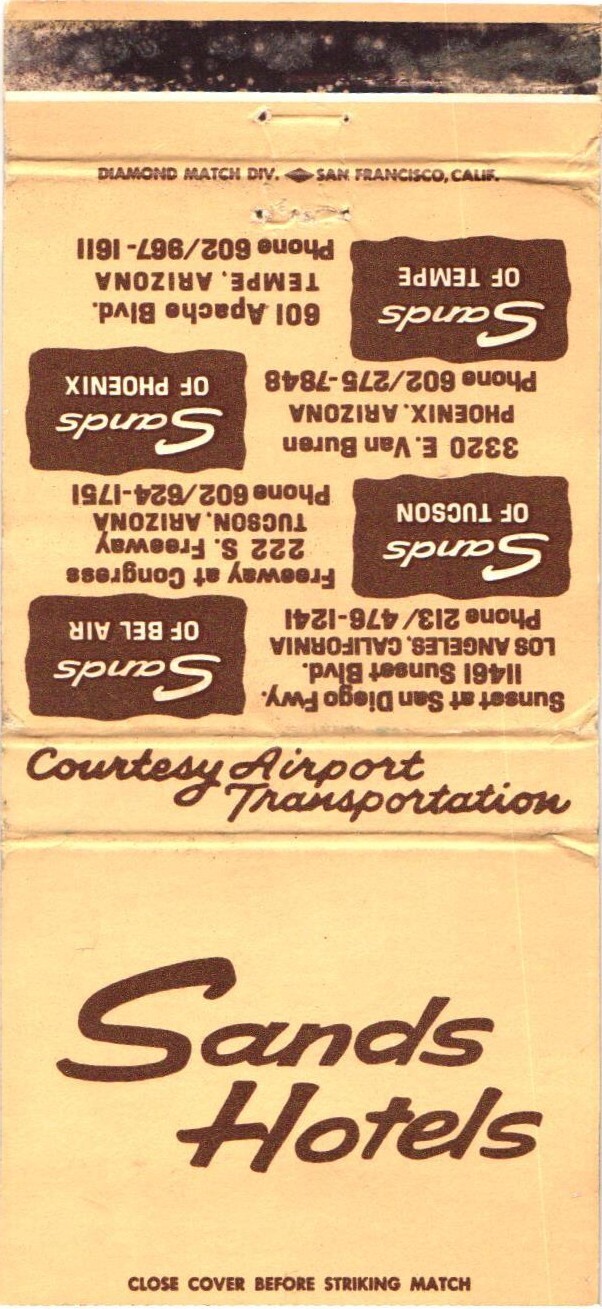 DIAMOND MATCH DIV. SAN FRANCISCO, CALIF.
Sands
OF BEL AIR
Sunset at San Diego Fwy.
11461 Sunset Blvd.
LOS ANGELES, CALIFORNIA
Phone 213/476-1241
Sands
OF TUCSON
Freeway at Congress
222 S. Freeway
TUCSON, ARIZONA
Phone 602/624-1751
Sands
OF PHOENIX
3320 E. Van Buren
PHOENIX, ARIZONA
Phone 602/275-7848
Sands
OF TEMPE
601 Apache Blvd.
TEMPE, ARIZONA
Phone 602/967-1611
Courtesy Airport
Transportation
Sands
Hotels
CLOSE COVER BEFORE STRIKING MATCH